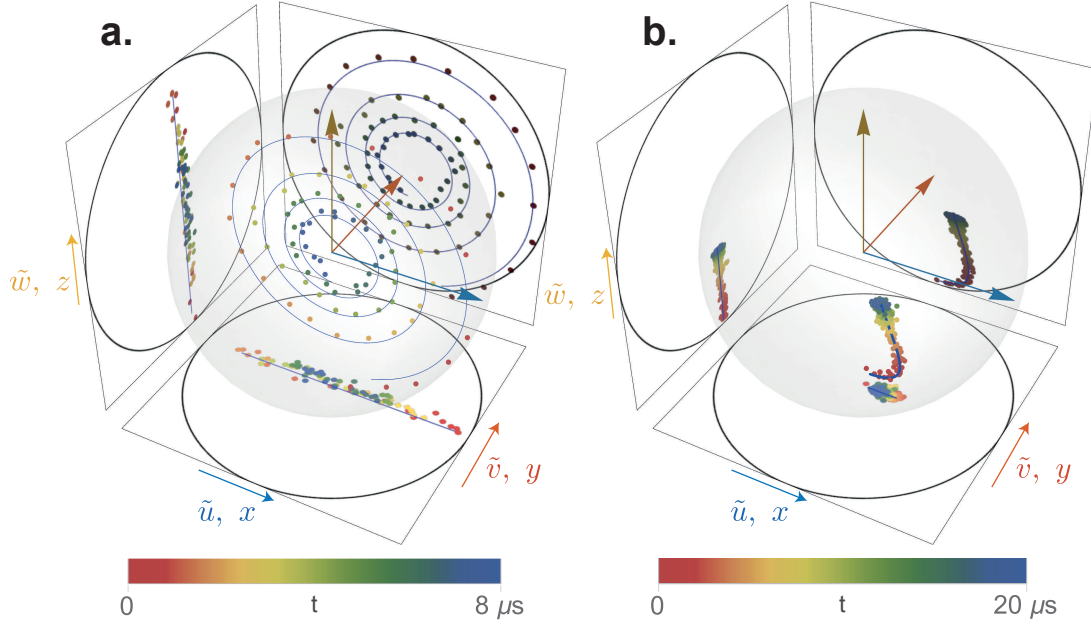 a.
b.
w̃, z
w̃, z
ṽ, y
ṽ, y
ũ, x
ũ, x
0 t 8 μs
0 t 20 μs